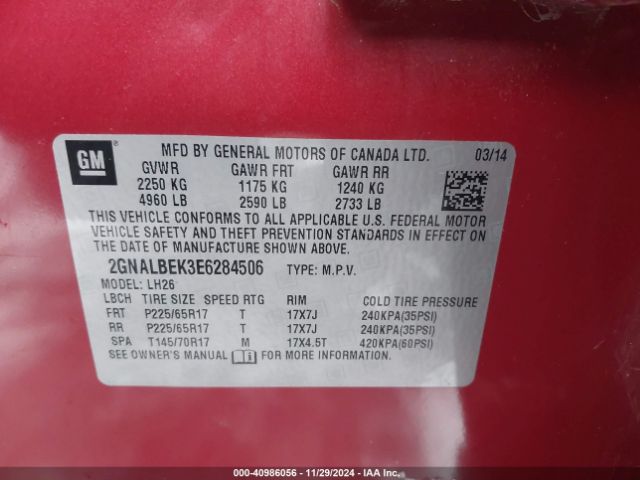 GM
MFD BY GENERAL MOTORS OF CANADA LTD. 03/14
GVWR GAWR FRT GAWR RR
2250 KG 1175 KG 1240 KG
4960 LB 2590 LB 2733 LB
THIS VEHICLE CONFORMS TO ALL APPLICABLE U.S. FEDERAL MOTOR
VEHICLE SAFETY AND THEFT PREVENTION STANDARDS IN EFFECT ON
THE DATE OF MANUFACTURE SHOWN ABOVE.
2GNALBEK3E6284506 TYPE: M.P.V.
MODEL: LH26
LBCH TIRE SIZE SPEED RTG RIM COLD TIRE PRESSURE
FRT P225/65R17 T 17X7J 240KPA(35PSI)
RR P225/65R17 T 17X7J 240KPA(35PSI)
SPA T145/70R17 M 17X4.5T 420KPA(60PSI)
SEE OWNER'S MANUAL FOR MORE INFORMATION.
000-40986056 - 11/29/2024 - IAA Inc.